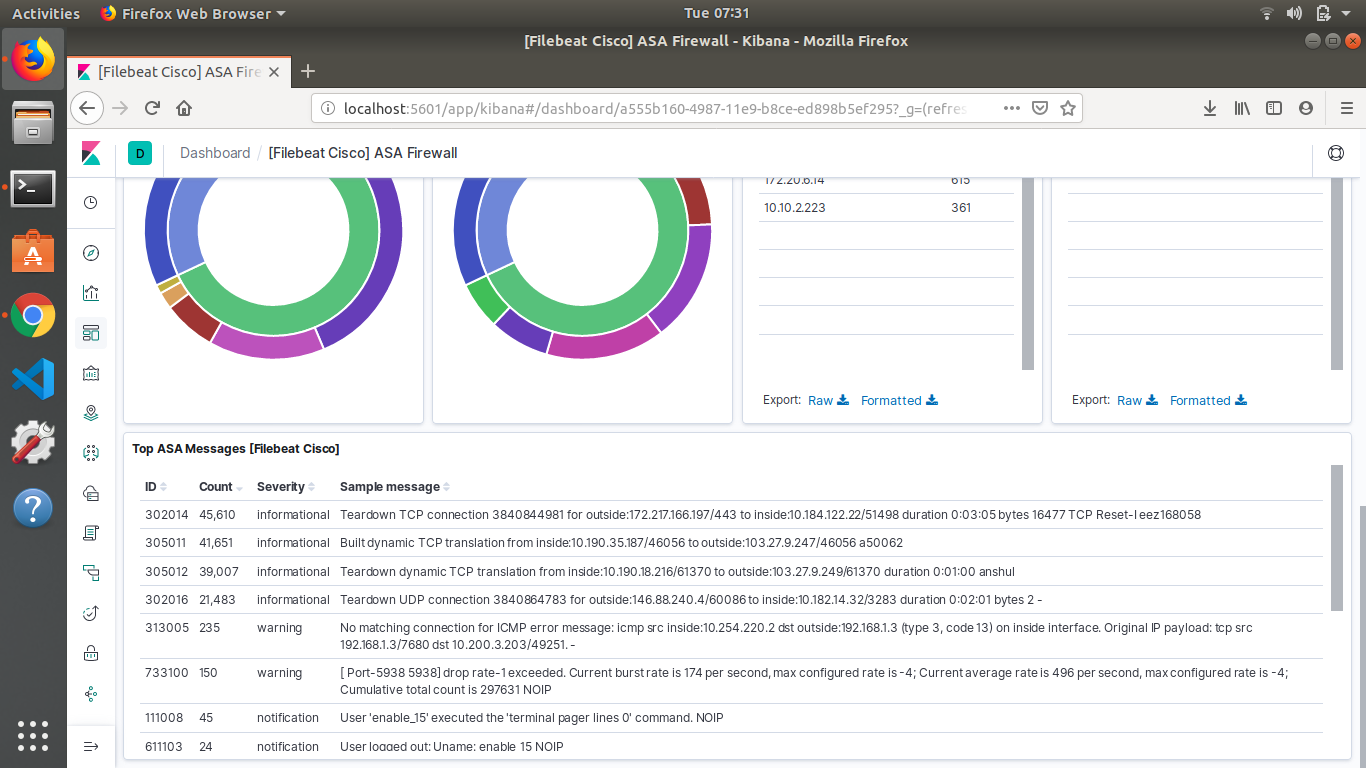 Activities Firefox Web Browser Tue 07:31
[Filebeat Cisco] ASA Firewall - Kibana - Mozilla Firefox
[Filebeat Cisco] ASA Fire
localhost:5601/app/kibana#/dashboard/a555b160-4987-11e9-b8ce-ed898b5ef295?_g=(refres
D Dashboard / [Filebeat Cisco] ASA Firewall
172.20.6.14 615
10.10.2.223 361
Export: Raw Formatted
Export: Raw Formatted
Top ASA Messages [Filebeat Cisco]
ID Count Severity Sample message
302014 45,610 informational Teardown TCP connection 3840844981 for outside:172.217.166.197/443 to inside:10.184.122.22/51498 duration 0:03:05 bytes 16477 TCP Reset-I eez168058
305011 41,651 informational Built dynamic TCP translation from inside:10.190.35.187/46056 to outside:103.27.9.247/46056 a50062
305012 39,007 informational Teardown dynamic TCP translation from inside:10.190.18.216/61370 to outside:103.27.9.249/61370 duration 0:01:00 anshul
302016 21,483 informational Teardown UDP connection 3840864783 for outside:146.88.240.4/60086 to inside:10.182.14.32/3283 duration 0:02:01 bytes 2 -
313005 235 warning No matching connection for ICMP error message: icmp src inside:10.254.220.2 dst outside:192.168.1.3 (type 3, code 13) on inside interface. Original IP payload: tcp src
192.168.1.3/7680 dst 10.200.3.203/49251. -
733100 150 warning [ Port-5938 5938] drop rate-1 exceeded. Current burst rate is 174 per second, max configured rate is -4; Current average rate is 496 per second, max configured rate is -4;
Cumulative total count is 297631 NOIP
111008 45 notification User 'enable_15' executed the 'terminal pager lines 0' command. NOIP
611103 24 notification User logged out: Uname: enable_15 NOIP